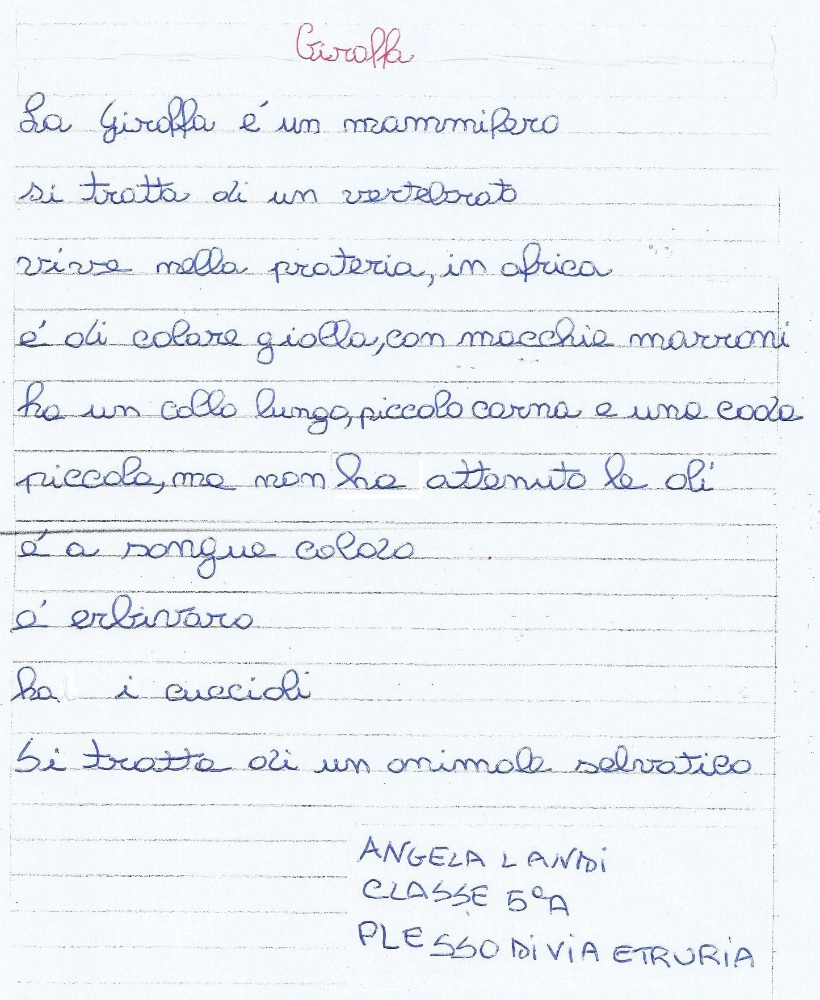 Giraffa
La Giraffa é un mammifero
si tratta di un vertebrato
vive nella prateria, in africa
é di colore giallo, con macchie marroni
ha un collo lungo, piccolo corna e una coda
piccola, ma non ha attenuto le di
é a sangue caldo
é erbivoro
ha i cuccioli
Si tratta di un animale selvatico
ANGELA LANDI
CLASSE 5ªA
PLESSO DI VIA ETRURIA